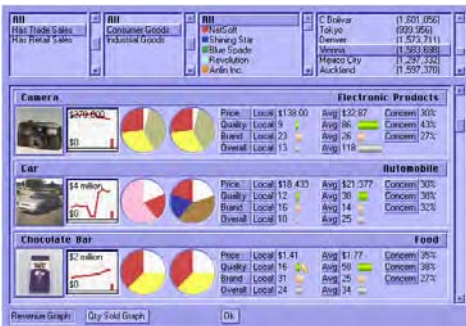 All
Has Trade Sales
Has Retail Sales
All
Consumer Goods
Industrial Goods
All
NetSoft
Shining Star
Blue Spade
Revolution
Anlin Inc.
C Bolivar (1,601,056)
Tokyo (999,956)
Denver (1,573,711)
Vienna (1,583,698)
Mexico City (1,297,332)
Auckland (1,597,370)
Camera Electronic Products
$370,000
$0
Price Local $138.00 Avg $32.87 Concern 30%
Quality Local 9 Avg 86 Concern 43%
Brand Local 23 Avg 26 Concern 27%
Overall Local 13 Avg 118
Car Automobile
$4 million
$0
Price Local $18,433 Avg $21,377 Concern 30%
Quality Local 12 Avg 38 Concern 38%
Brand Local 16 Avg 14 Concern 32%
Overall Local 10 Avg 25
Chocolate Bar Food
$2 million
$0
Price Local $1.41 Avg $1.77 Concern 35%
Quality Local 16 Avg 58 Concern 38%
Brand Local 31 Avg 25 Concern 27%
Overall Local 24 Avg 34
Revenue Graph Qty Sold Graph Ok